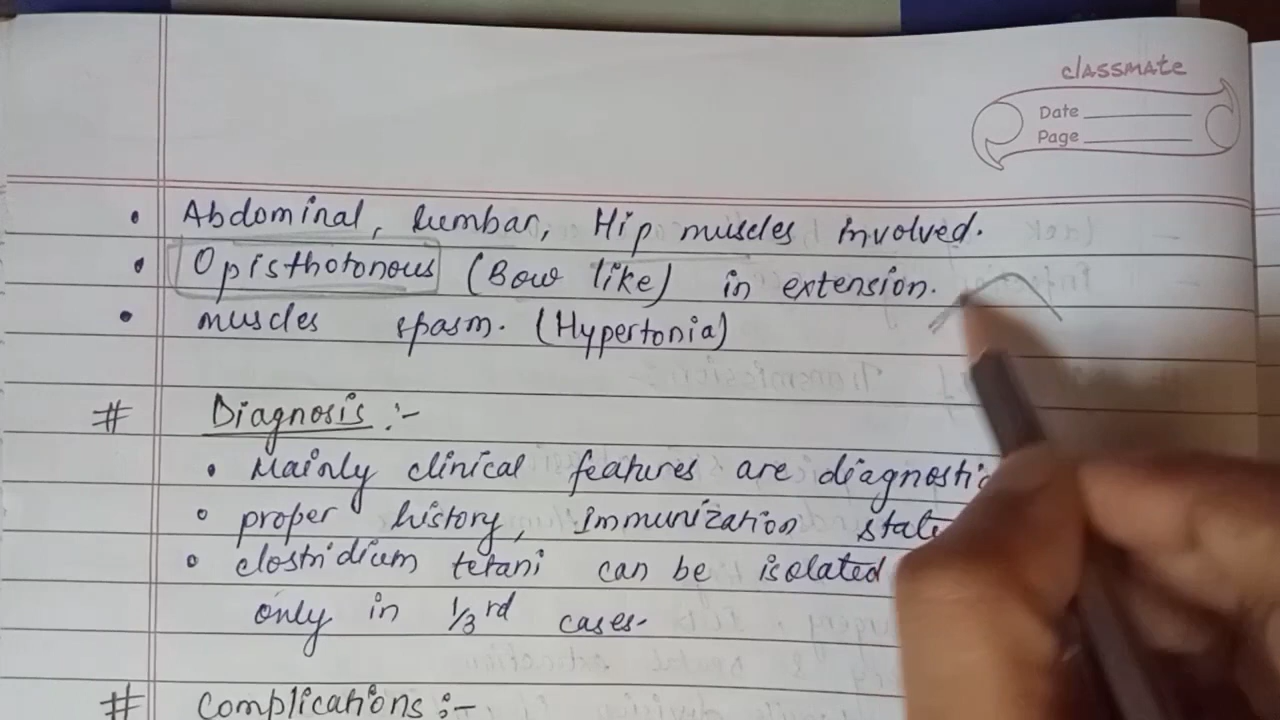 classmate
Date
Page
• Abdominal, Lumbar, Hip muscles involved.
• Opisthotonous (Bow like) in extension.
• muscles spasm. (Hypertonia)
# Diagnosis :-
• Mainly clinical features are diagnostic
• proper history, Immunization
• clostridium tetani can be isolated
only in 1/3rd cases.
# Complications :-